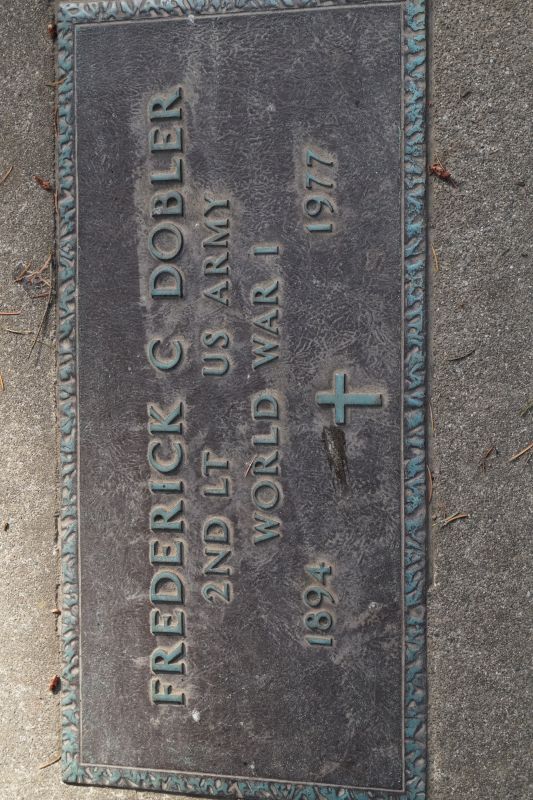 FREDERICK C DOBLER
2ND LT US ARMY
WORLD WAR I
1894 1977